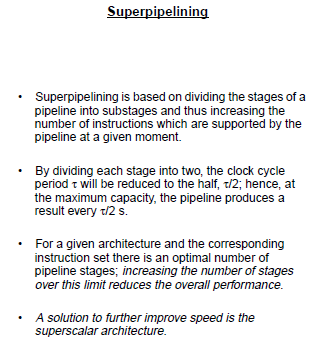 Superpipelining
• Superpipelining is based on dividing the stages of a
pipeline into substages and thus increasing the
number of instructions which are supported by the
pipeline at a given moment.
• By dividing each stage into two, the clock cycle
period τ will be reduced to the half, τ/2; hence, at
the maximum capacity, the pipeline produces a
result every τ/2 s.
• For a given architecture and the corresponding
instruction set there is an optimal number of
pipeline stages; increasing the number of stages
over this limit reduces the overall performance.
• A solution to further improve speed is the
superscalar architecture.